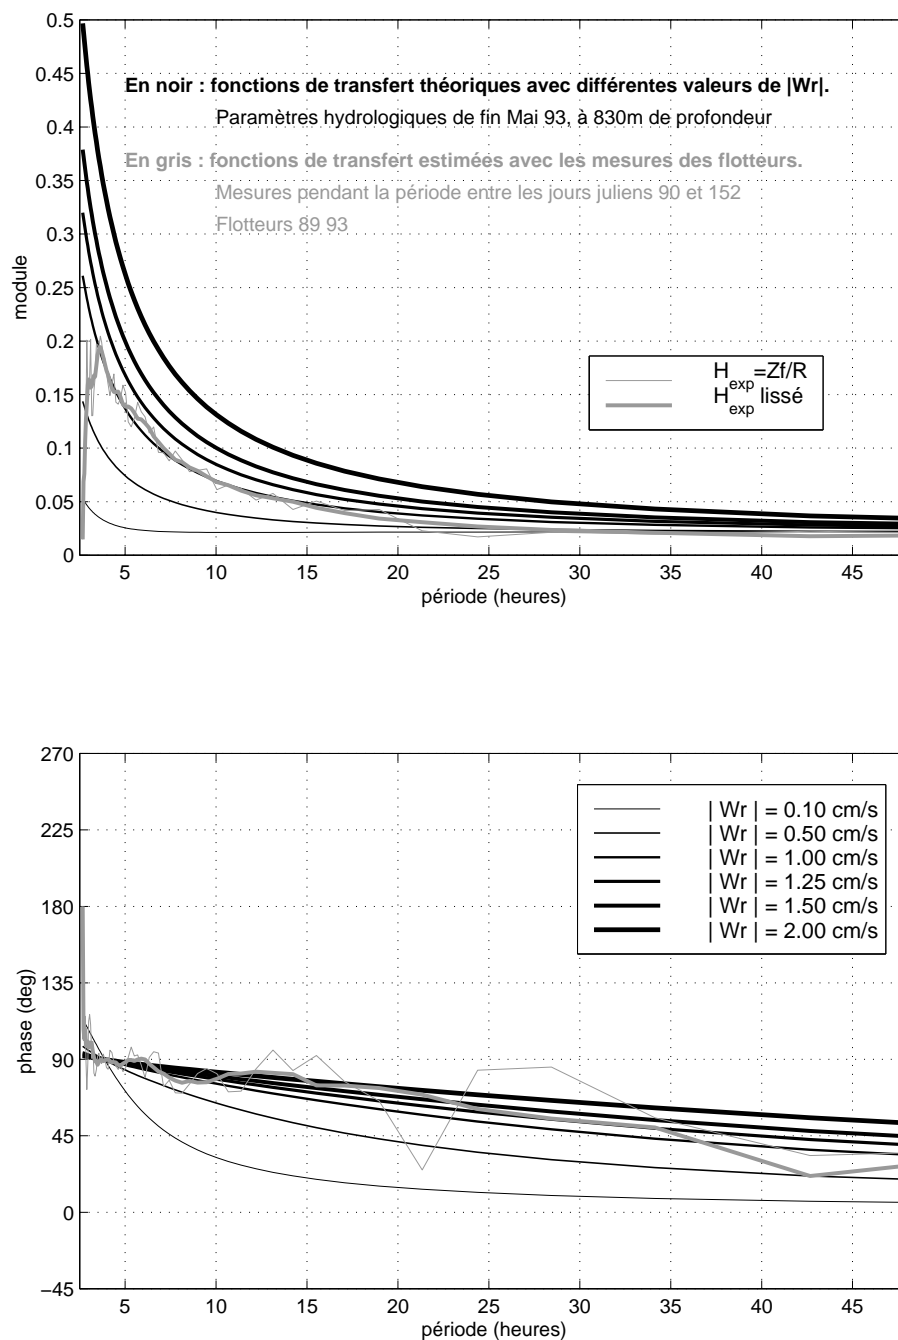 0.5
0.45
0.4
0.35
0.3
0.25
0.2
0.15
0.1
0.05
0
module
En noir : fonctions de transfert théoriques avec différentes valeurs de |Wr|.
Paramètres hydrologiques de fin Mai 93, à 830m de profondeur
En gris : fonctions de transfert estimées avec les mesures des flotteurs.
Mesures pendant la période entre les jours juliens 90 et 152
Flotteurs 89 93
Hexp=Zf/R
Hexp lissé
5 10 15 20 25 30 35 40 45
période (heures)
270
225
180
135
90
45
0
−45
phase (deg)
| Wr | = 0.10 cm/s
| Wr | = 0.50 cm/s
| Wr | = 1.00 cm/s
| Wr | = 1.25 cm/s
| Wr | = 1.50 cm/s
| Wr | = 2.00 cm/s
5 10 15 20 25 30 35 40 45
période (heures)